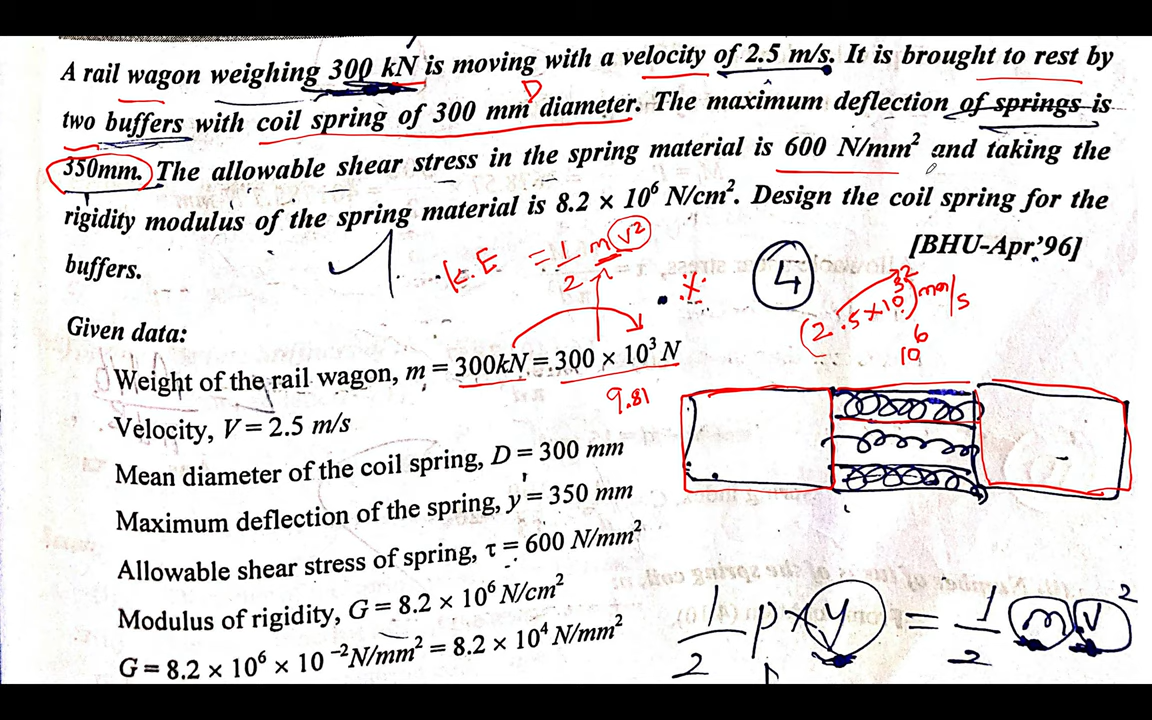 A rail wagon weighing 300 kN is moving with a velocity of 2.5 m/s. It is brought to rest by
D
two buffers with coil spring of 300 mm diameter. The maximum deflection of springs is
350mm. The allowable shear stress in the spring material is 600 N/mm² and taking the
rigidity modulus of the spring material is 8.2 × 10⁶ N/cm². Design the coil spring for the
buffers.
[BHU-Apr'96]
K.E = 1/2 m v²
4
(2.5×10³)² mm/s
6
10
Given data:
Weight of the rail wagon, m = 300kN = 300 × 10³ N
9.81
Velocity, V = 2.5 m/s
Mean diameter of the coil spring, D = 300 mm
Maximum deflection of the spring, y = 350 mm
Allowable shear stress of spring, τ = 600 N/mm²
Modulus of rigidity, G = 8.2 × 10⁶ N/cm²
G = 8.2 × 10⁶ × 10⁻² N/mm² = 8.2 × 10⁴ N/mm²
1/2 P × y = 1/2 m v²